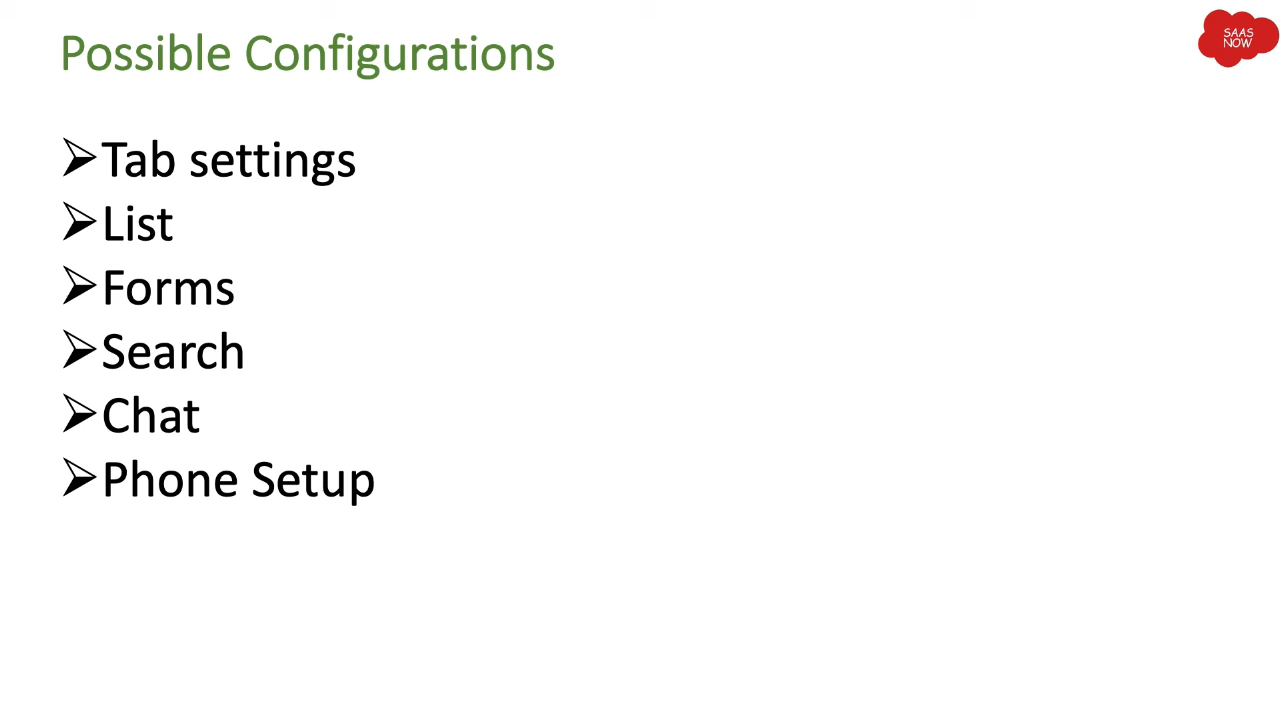 Possible Configurations
SAAS
NOW
➢Tab settings
➢List
➢Forms
➢Search
➢Chat
➢Phone Setup